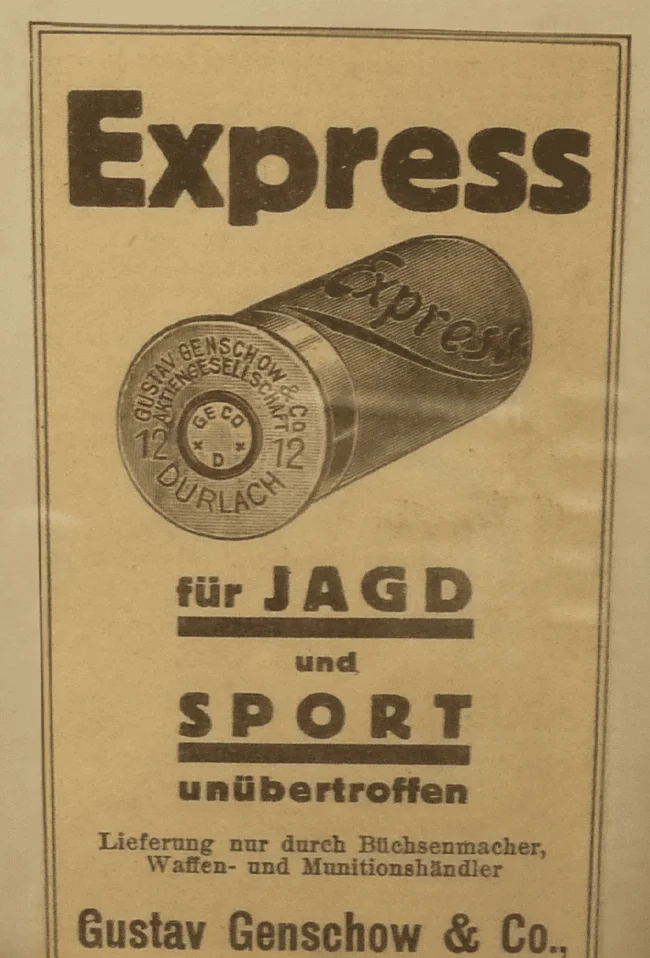 Express
Express
GUSTAV GENSCHOW & CO
AKTIENGESELLSCHAFT
GECO
12 12
D
DURLACH
für JAGD
und
SPORT
unübertroffen
Lieferung nur durch Büchsenmacher,
Waffen- und Munitionshändler
Gustav Genschow & Co.,